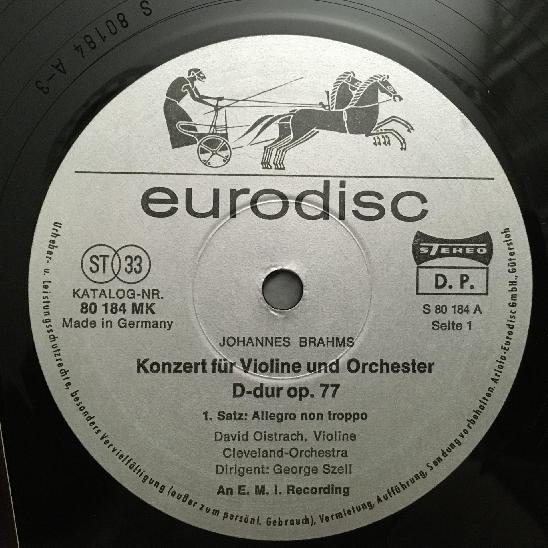 S 80184 A-3
eurodisc
ST 33
KATALOG-NR.
80 184 MK
Made in Germany
STEREO
D. P.
S 80 184 A
Seite 1
JOHANNES BRAHMS
Konzert für Violine und Orchester
D-dur op. 77
1. Satz: Allegro non troppo
David Oistrach, Violine
Cleveland-Orchestra
Dirigent: George Szell
An E. M. I. Recording
Urheber- u. Leistungsschutzrechte, besonders Vervielfältigung (außer zum persönl. Gebrauch), Vermietung, Aufführung, Sendung vorbehalten. Ariola-Eurodisc GmbH., Gütersloh